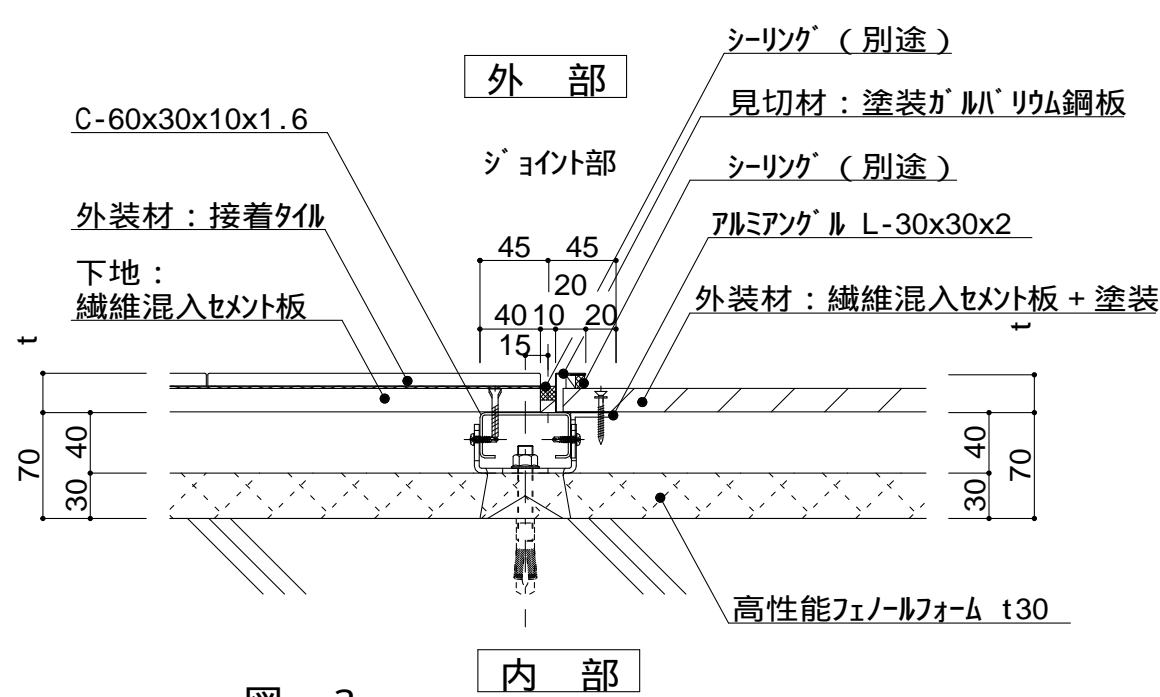 シーリング（別途）
外　部
見切材：塗装ガルバリウム鋼板
C-60x30x10x1.6
ジョイント部
シーリング（別途）
外装材：接着タイル
アルミアングル L-30x30x2
45 45
下地：
20
繊維混入セメント板
外装材：繊維混入セメント板＋塗装
40 10 20
t
t
15
70
40
30
40
30
70
高性能フェノールフォーム t30
内　部